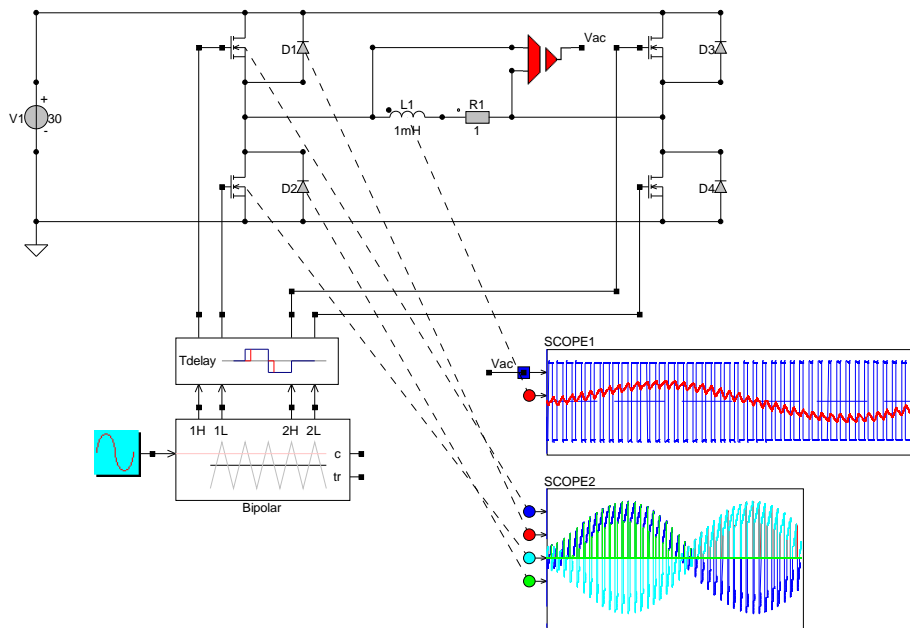 Vac
D1
D3
V1
+
30
-
L1
1mH
R1
1
D2
D4
Tdelay
Vac
SCOPE1
1H 1L 2H 2L
c
tr
Bipolar
SCOPE2